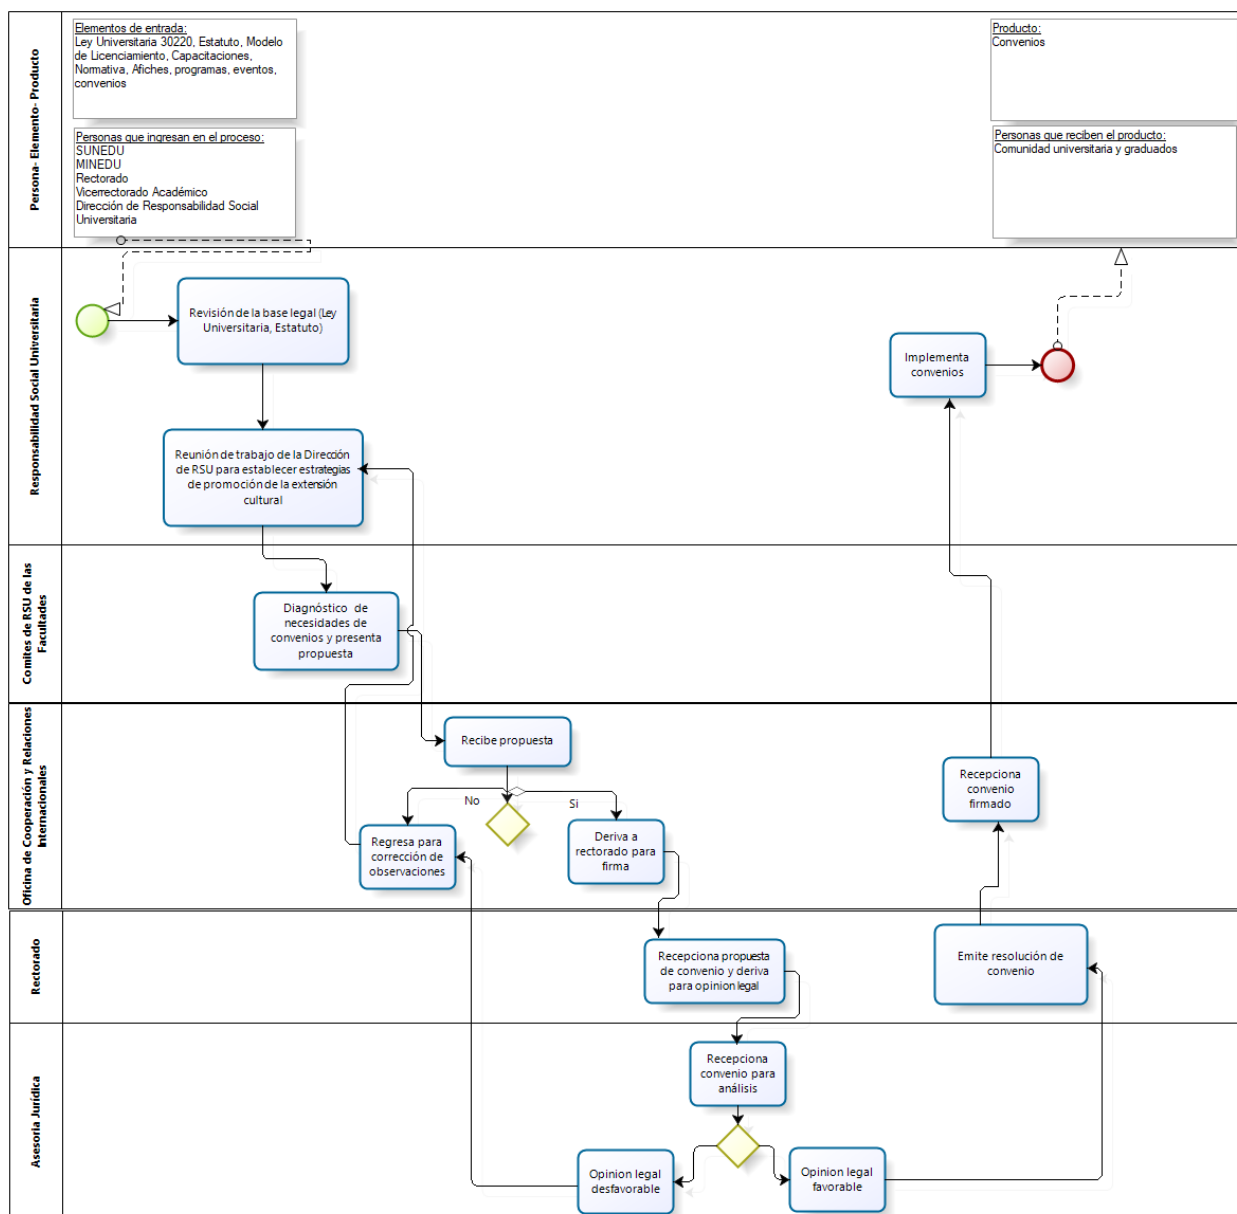 Persona- Elemento- Producto
Elementos de entrada:
Ley Universitaria 30220, Estatuto, Modelo
de Licenciamiento, Capacitaciones,
Normativa, Afiches, programas, eventos,
convenios
Personas que ingresan en el proceso:
SUNEDU
MINEDU
Rectorado
Vicerrectorado Académico
Dirección de Responsabilidad Social
Universitaria
Producto:
Convenios
Personas que reciben el producto:
Comunidad universitaria y graduados
Responsabilidad Social Universitaria
Revisión de la base legal (Ley
Universitaria, Estatuto)
Reunión de trabajo de la Dirección
de RSU para establecer estrategias
de promoción de la extensión
cultural
Implementa
convenios
Comites de RSU de las
Facultades
Diagnóstico de
necesidades de
convenios y presenta
propuesta
Oficina de Cooperación y Relaciones
Internacionales
Recibe propuesta
No
Si
Regresa para
corrección de
observaciones
Deriva a
rectorado para
firma
Recepciona
convenio
firmado
Rectorado
Recepciona propuesta
de convenio y deriva
para opinion legal
Emite resolución de
convenio
Asesoría Jurídica
Recepciona
convenio para
análisis
Opinion legal
desfavorable
Opinion legal
favorable